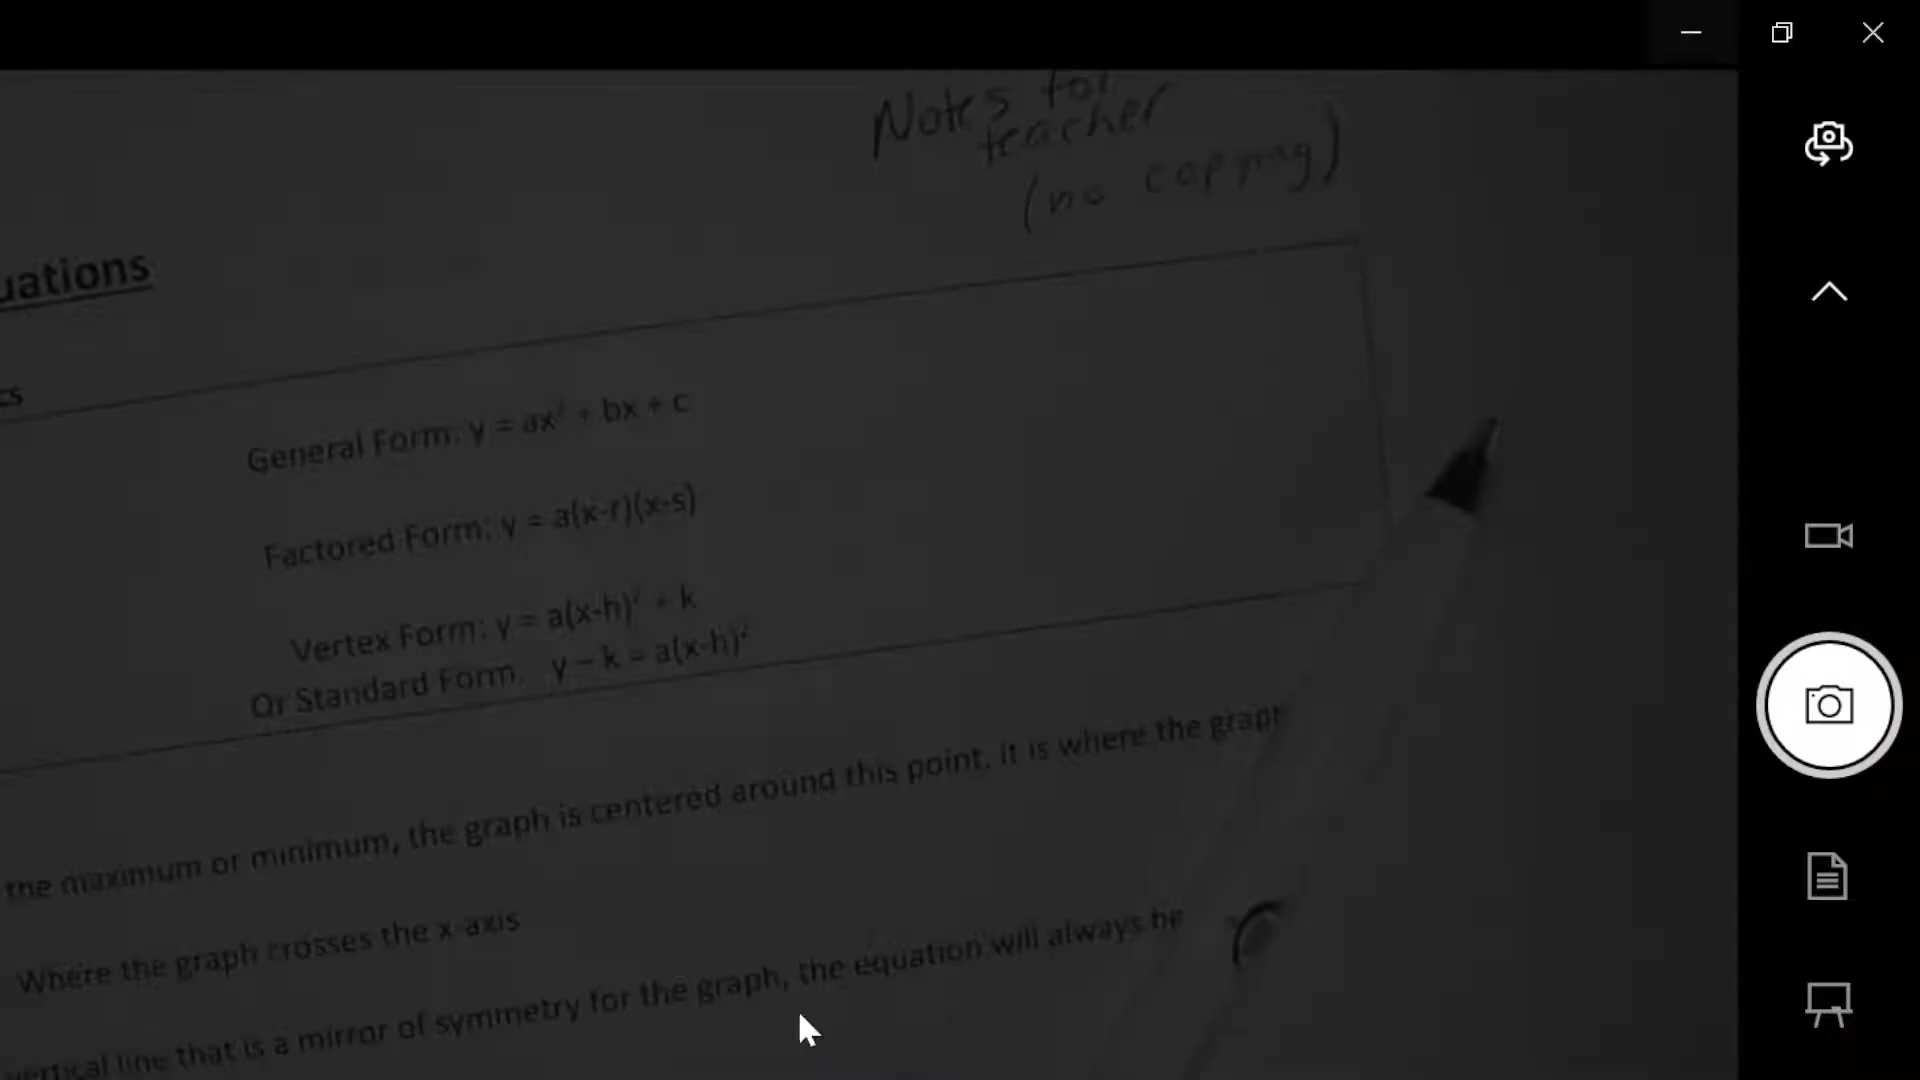 Notes for
teacher
(no copying)
uations
cs
General Form: y = ax² + bx + c
Factored Form: y = a(x-r)(x-s)
Vertex Form: y = a(x-h)² + k
Or Standard Form: y – k = a(x-h)²
the maximum or minimum, the graph is centered around this point. it is where the graph
Where the graph crosses the x-axis
vertical line that is a mirror of symmetry for the graph, the equation will always be